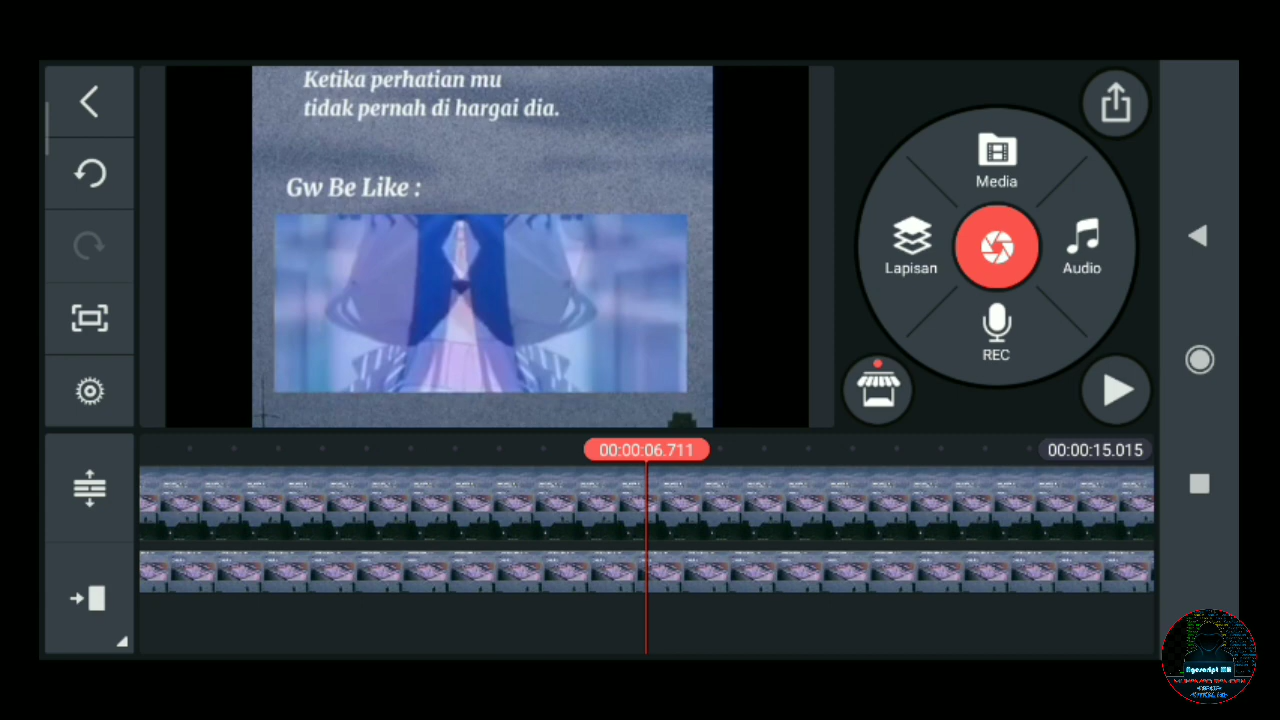 Ketika perhatian mu
tidak pernah di hargai dia.
Gw Be Like :
Media
Lapisan
Audio
REC
00:00:06.711
00:00:15.015